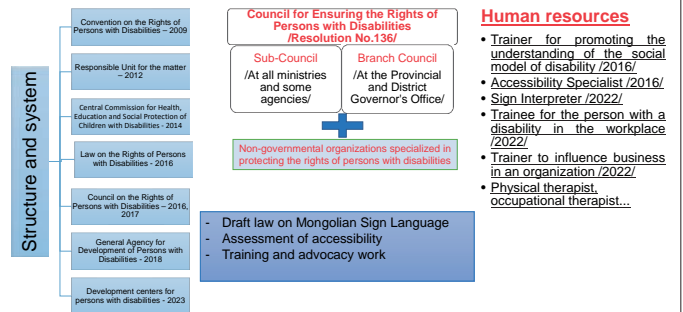 Structure and system
Convention on the Rights of
Persons with Disabilities – 2009
Responsible Unit for the matter
– 2012
Central Commission for Health,
Education and Social Protection of
Children with Disabilities - 2014
Law on the Rights of Persons
with Disabilities - 2016
Council on the Rights of
Persons with Disabilities – 2016,
2017
General Agency for
Development of Persons with
Disabilities - 2018
Development centers for
persons with disabilities - 2023
Council for Ensuring the Rights of
Persons with Disabilities
/Resolution No.136/
Sub-Council
/At all ministries
and some
agencies/
Branch Council
/At the Provincial
and District
Governor's Office/
Non-governmental organizations specialized in
protecting the rights of persons with disabilities
- Draft law on Mongolian Sign Language
- Assessment of accessibility
- Training and advocacy work
Human resources
• Trainer for promoting the
understanding of the social
model of disability /2016/
• Accessibility Specialist /2016/
• Sign Interpreter /2022/
• Trainee for the person with a
disability in the workplace
/2022/
• Trainer to influence business
in an organization /2022/
• Physical therapist,
occupational therapist...